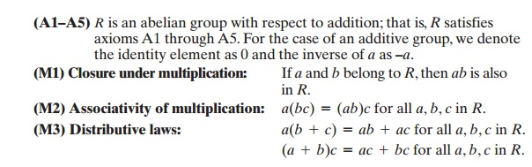 (A1–A5) R is an abelian group with respect to addition; that is, R satisfies
axioms A1 through A5. For the case of an additive group, we denote
the identity element as 0 and the inverse of a as –a.
(M1) Closure under multiplication: If a and b belong to R, then ab is also
in R.
(M2) Associativity of multiplication: a(bc) = (ab)c for all a, b, c in R.
(M3) Distributive laws: a(b + c) = ab + ac for all a, b, c in R.
(a + b)c = ac + bc for all a, b, c in R.